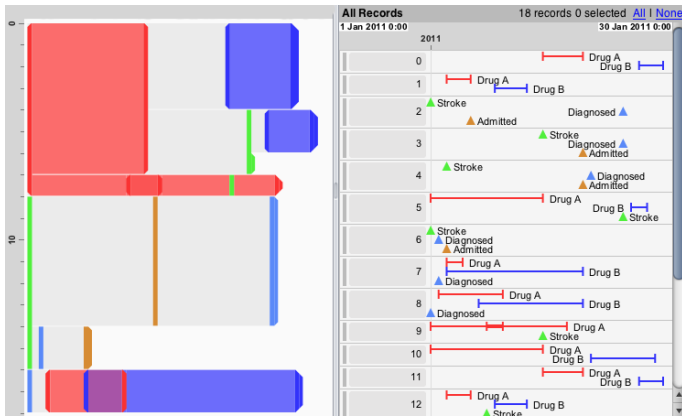 0
10
All Records 18 records 0 selected All I None
1 Jan 2011 0:00 30 Jan 2011 0:00
2011
0 Drug A
Drug B
1 Drug A
Drug B
2 Stroke
Diagnosed
Admitted
3 Stroke
Diagnosed
Admitted
4 Stroke
Diagnosed
Admitted
5 Drug A
Drug B
Stroke
6 Stroke
Diagnosed
Admitted
7 Drug A
Drug B
Diagnosed
8 Drug A
Drug B
Diagnosed
9 Drug A
Stroke
10 Drug A
Drug B
11 Drug A
Drug B
12 Drug A
Drug B
Stroke